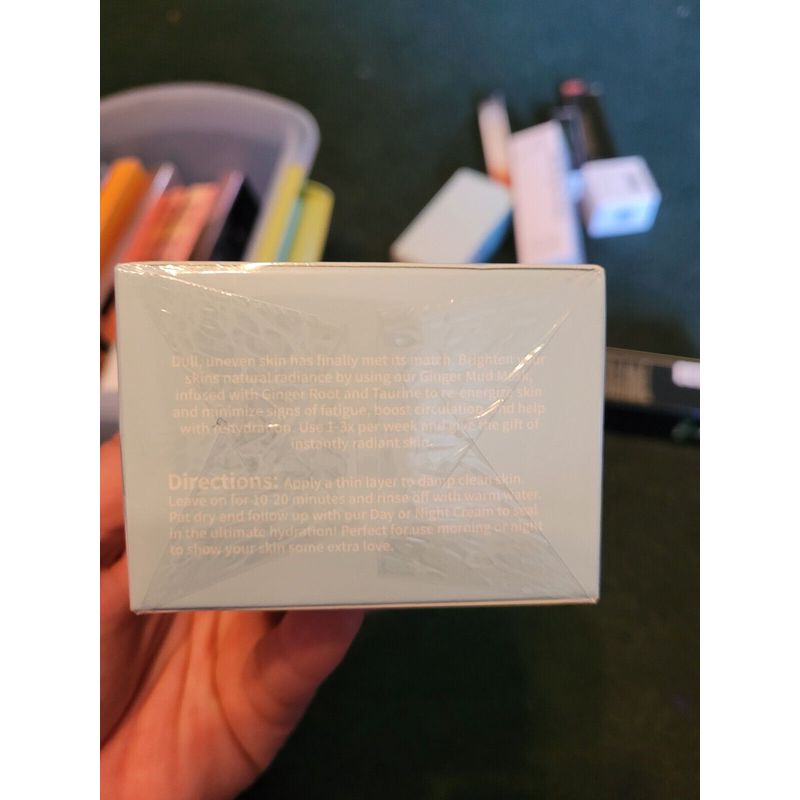 Dull, uneven skin has finally met its match. Brighten your
skins natural radiance by using our Ginger Mud Mask,
infused with Ginger Root and Taurine to re-energize skin
and minimize signs of fatigue, boost circulation and help
with rehydration. Use 1-3x per week and give the gift of
instantly radiant skin.
Directions: Apply a thin layer to damp clean skin.
Leave on for 10-20 minutes and rinse off with warm water.
Pat dry and follow up with our Day or Night Cream to seal
in the ultimate hydration! Perfect for use morning or night
to show your skin some extra love.